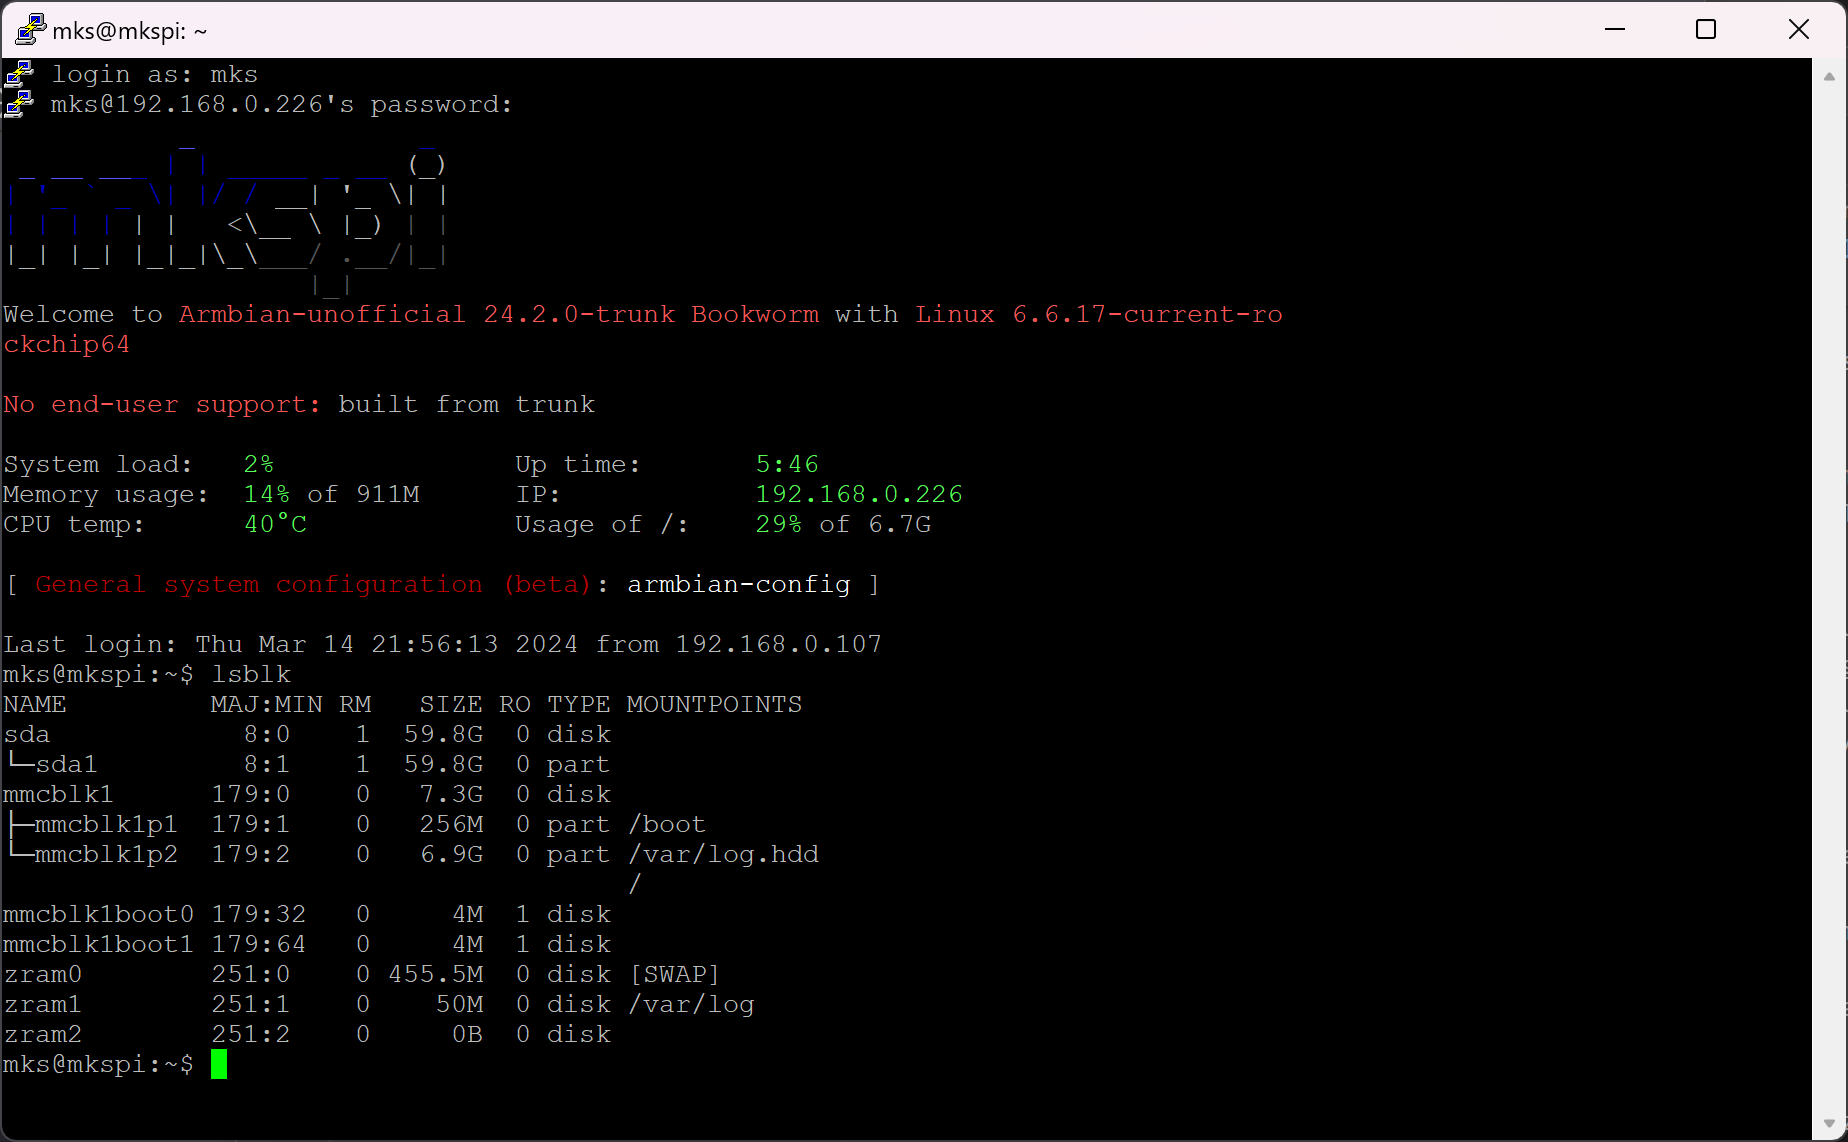 mks@mkspi: ~
login as: mks
mks@192.168.0.226's password:
           _              _
 _ __ ___ | | _____ _ __ (_)
| '_ ` _ \| |/ / __| '_ \| |
| | | | | |   <\__ \ |_) | |
|_| |_| |_|_|\_\___/ .__/|_|
                   |_|
Welcome to Armbian-unofficial 24.2.0-trunk Bookworm with Linux 6.6.17-current-ro
ckchip64
No end-user support: built from trunk
System load:   2%               Up time:       5:46
Memory usage:  14% of 911M      IP:            192.168.0.226
CPU temp:      40°C             Usage of /:    29% of 6.7G
[ General system configuration (beta): armbian-config ]
Last login: Thu Mar 14 21:56:13 2024 from 192.168.0.107
mks@mkspi:~$ lsblk
NAME         MAJ:MIN RM   SIZE RO TYPE MOUNTPOINTS
sda            8:0    1  59.8G  0 disk
└─sda1         8:1    1  59.8G  0 part
mmcblk1      179:0    0   7.3G  0 disk
├─mmcblk1p1  179:1    0   256M  0 part /boot
└─mmcblk1p2  179:2    0   6.9G  0 part /var/log.hdd
                                       /
mmcblk1boot0 179:32   0     4M  1 disk
mmcblk1boot1 179:64   0     4M  1 disk
zram0        251:0    0 455.5M  0 disk [SWAP]
zram1        251:1    0    50M  0 disk /var/log
zram2        251:2    0     0B  0 disk
mks@mkspi:~$